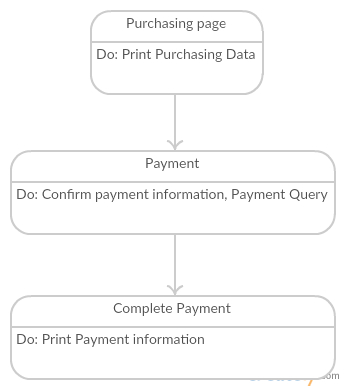 Purchasing page
Do: Print Purchasing Data
Payment
Do: Confirm payment information, Payment Query
Complete Payment
Do: Print Payment information